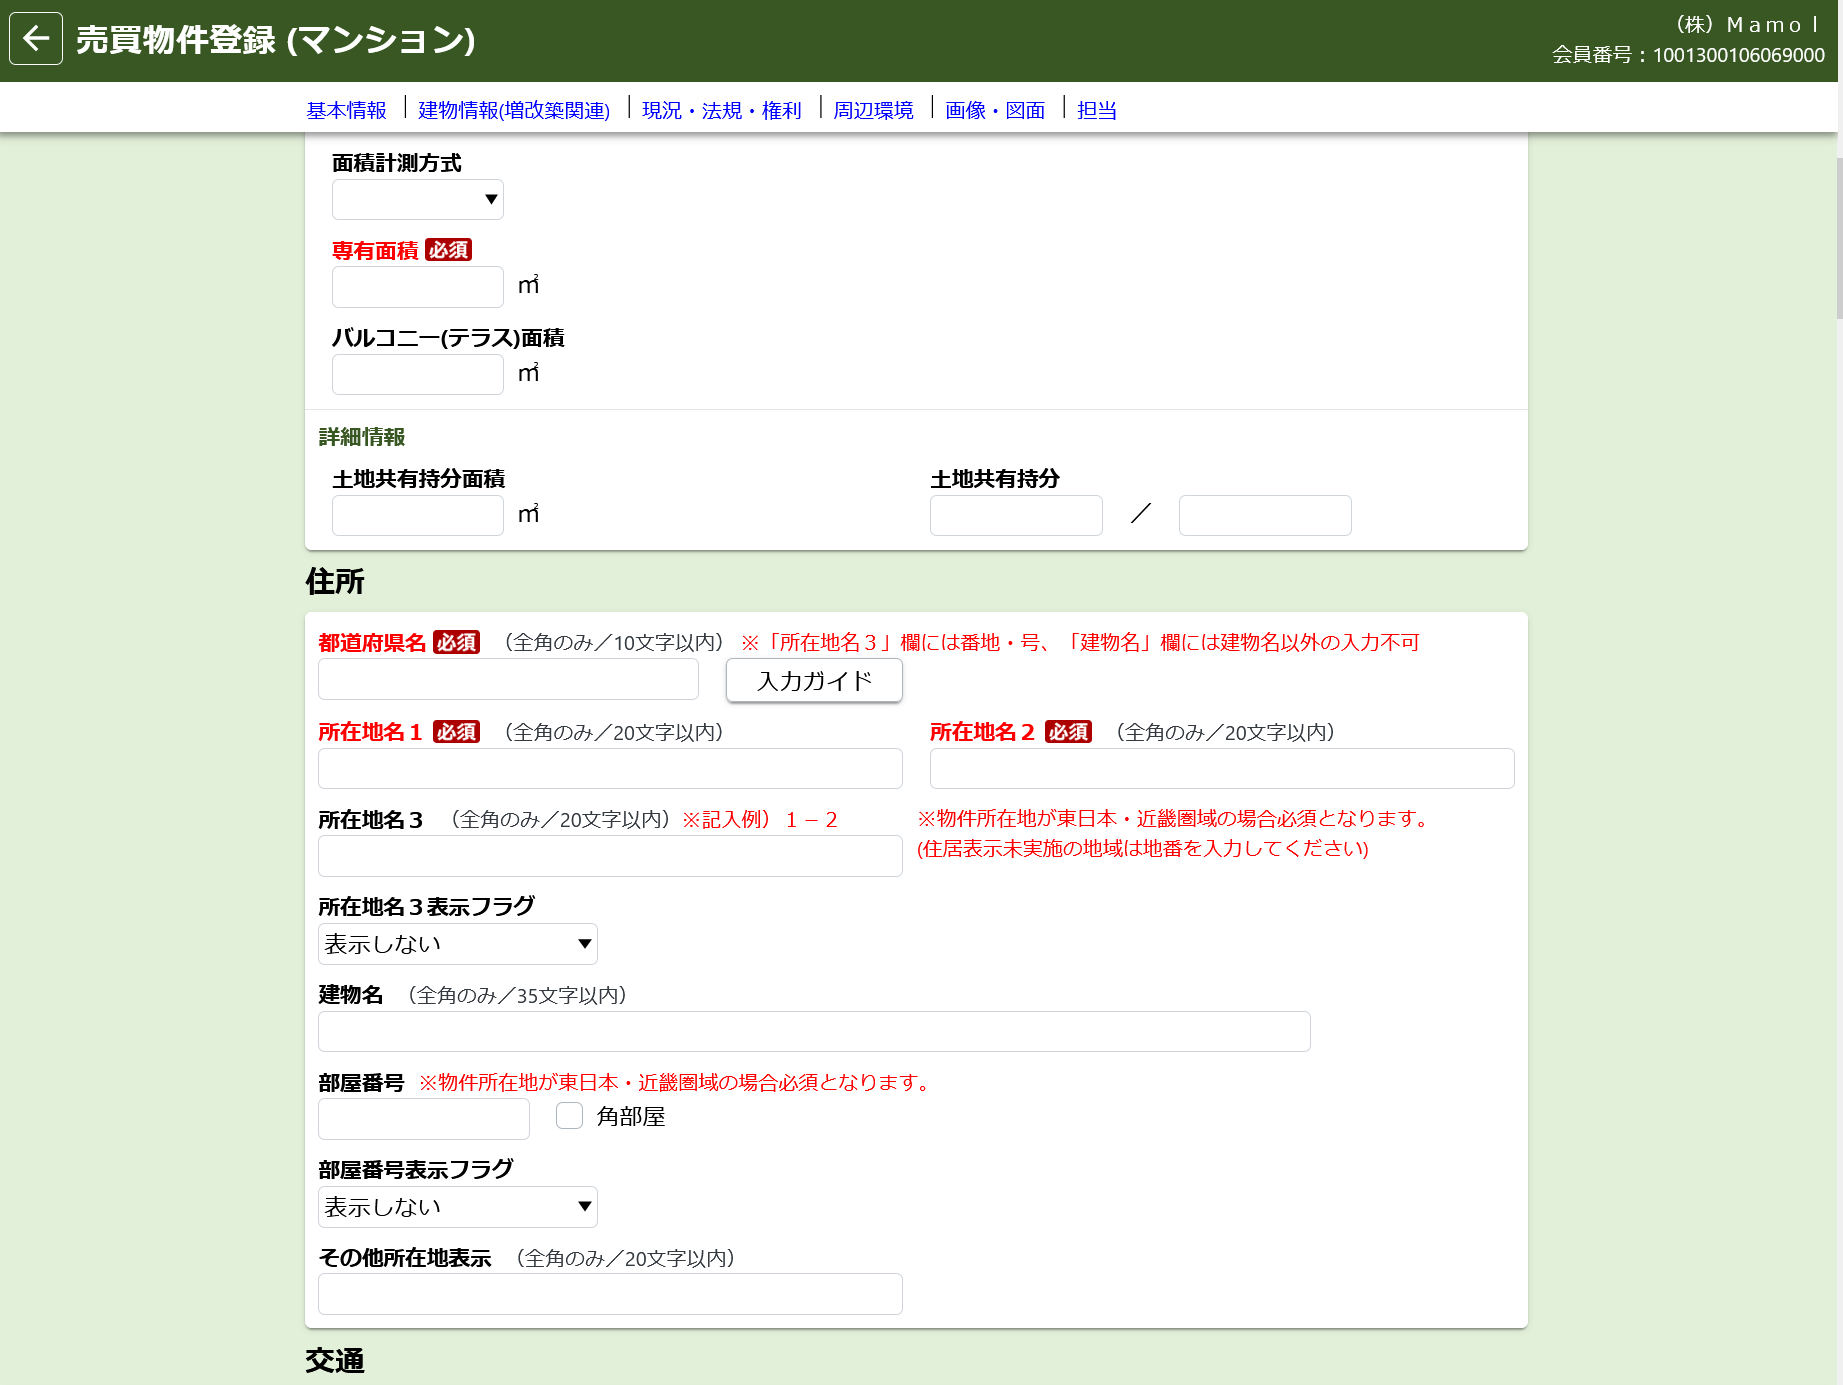 売買物件登録 (マンション)
（株）Ｍａｍｏｌ
会員番号：1001300106069000
基本情報
建物情報(増改築関連)
現況・法規・権利
周辺環境
画像・図面
担当
面積計測方式
専有面積 必須
㎡
バルコニー(テラス)面積
㎡
詳細情報
土地共有持分面積
㎡
土地共有持分
／
住所
都道府県名 必須 （全角のみ／10文字以内） ※「所在地名３」欄には番地・号、「建物名」欄には建物名以外の入力不可
入力ガイド
所在地名１ 必須 （全角のみ／20文字以内）
所在地名２ 必須 （全角のみ／20文字以内）
所在地名３ （全角のみ／20文字以内）※記入例）１－２
※物件所在地が東日本・近畿圏域の場合必須となります。
(住居表示未実施の地域は地番を入力してください)
所在地名３表示フラグ
表示しない
建物名 （全角のみ／35文字以内）
部屋番号 ※物件所在地が東日本・近畿圏域の場合必須となります。
角部屋
部屋番号表示フラグ
表示しない
その他所在地表示 （全角のみ／20文字以内）
交通